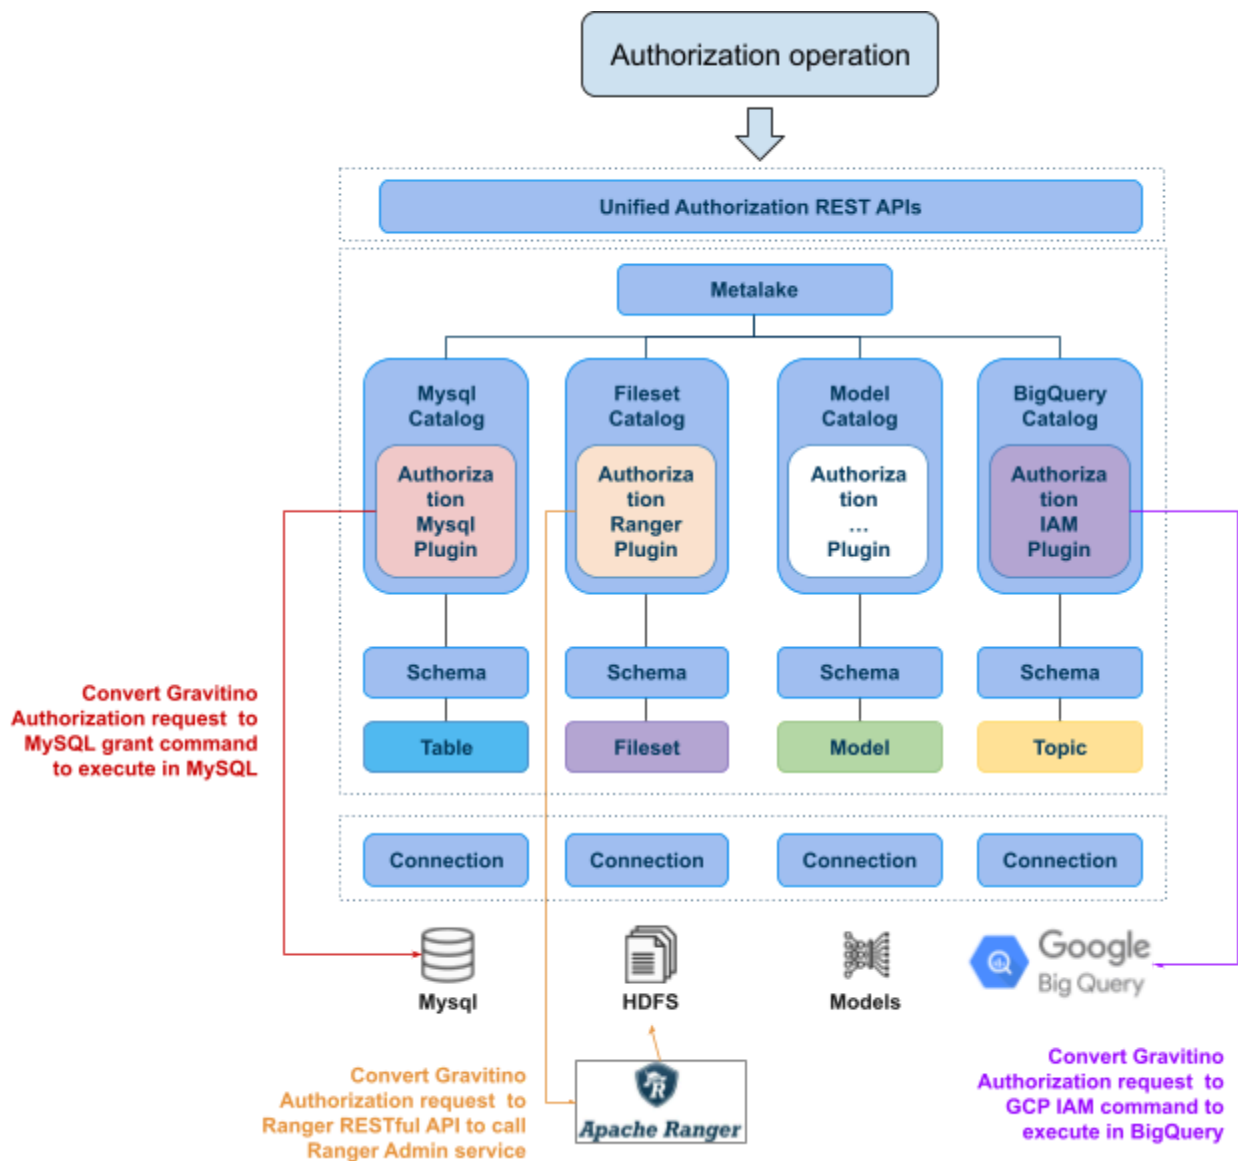 Authorization operation
Unified Authorization REST APIs
Metalake
Mysql
Catalog
Authoriza
tion
Mysql
Plugin
Fileset
Catalog
Authoriza
tion
Ranger
Plugin
Model
Catalog
Authoriza
tion
...
Plugin
BigQuery
Catalog
Authoriza
tion
IAM
Plugin
Schema
Schema
Schema
Schema
Table
Fileset
Model
Topic
Convert Gravitino
Authorization request to
MySQL grant command
to execute in MySQL
Connection
Connection
Connection
Connection
Mysql
HDFS
Models
Google
Big Query
Convert Gravitino
Authorization request to
Ranger RESTful API to call
Ranger Admin service
R
Apache Ranger
Convert Gravitino
Authorization request to
GCP IAM command to
execute in BigQuery